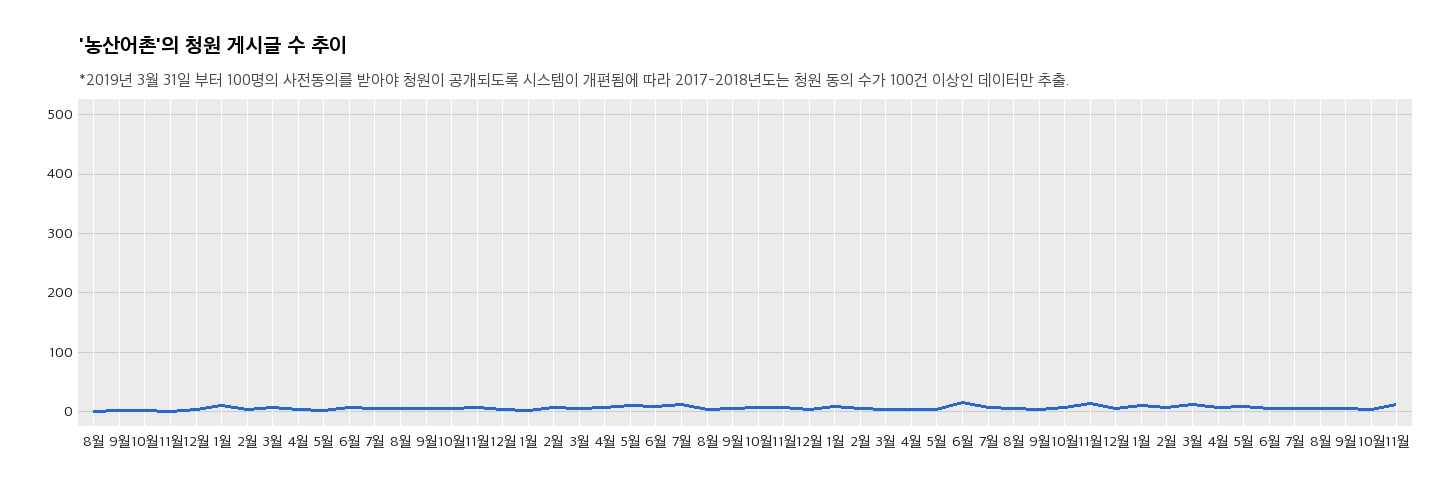 '농산어촌'의 청원 게시글 수 추이
*2019년 3월 31일 부터 100명의 사전동의를 받아야 청원이 공개되도록 시스템이 개편됨에 따라 2017-2018년도는 청원 동의 수가 100건 이상인 데이터만 추출.
500
400
300
200
100
0
8월 9월 10월 11월 12월 1월 2월 3월 4월 5월 6월 7월 8월 9월 10월 11월 12월 1월 2월 3월 4월 5월 6월 7월 8월 9월 10월 11월 12월 1월 2월 3월 4월 5월 6월 7월 8월 9월 10월 11월 12월 1월 2월 3월 4월 5월 6월 7월 8월 9월 10월 11월